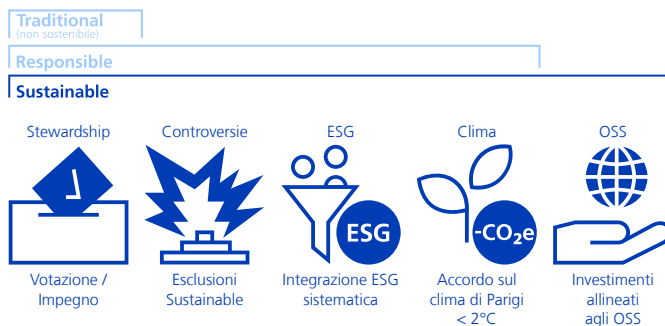 Traditional
(non sostenibile)
Responsible
Sustainable
Stewardship
Controversie
ESG
Clima
OSS
ESG
-CO₂e
Votazione /
Impegno
Esclusioni
Sustainable
Integrazione ESG
sistematica
Accordo sul
clima di Parigi
< 2°C
Investimenti
allineati
agli OSS